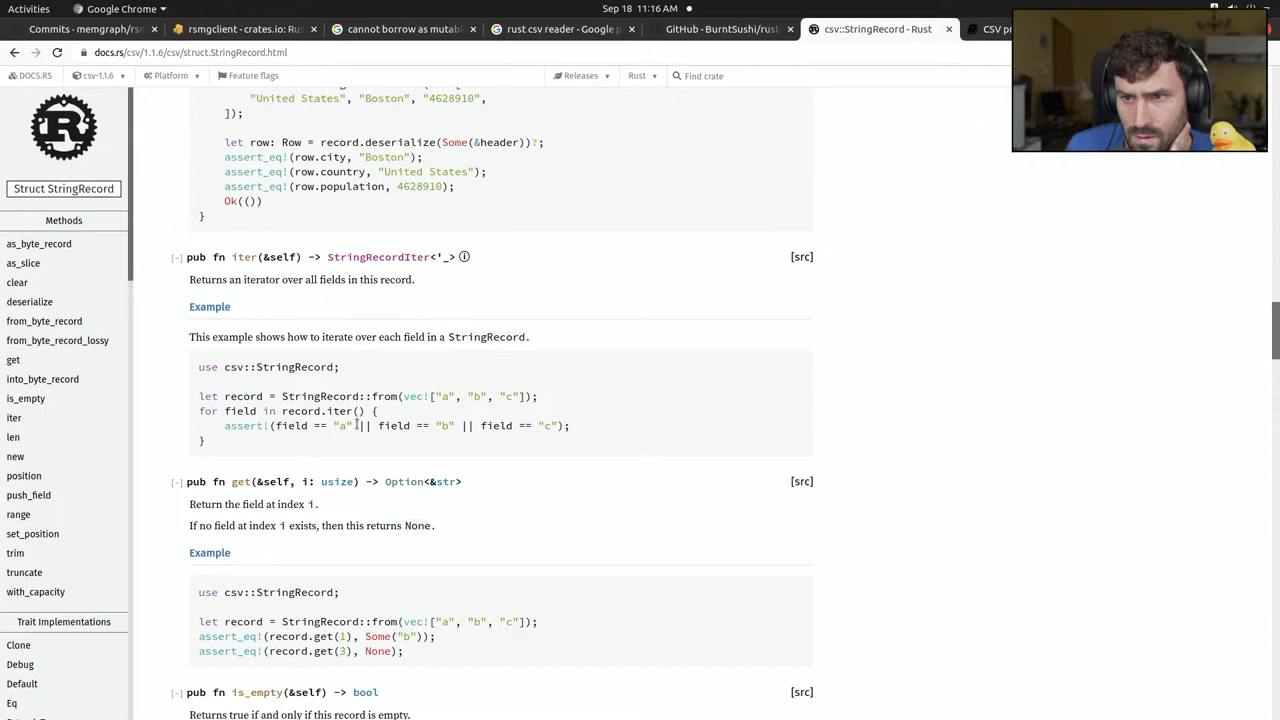 Activities
Google Chrome
Sep 18 11:16 AM
Commits · memgraph/rsm
rsmgclient - crates.io: R
cannot borrow as mutabl
rust csv reader - Google
GitHub - BurntSushi/rust
csv::StringRecord - Rust
CSV pr
docs.rs/csv/1.1.6/csv/struct.StringRecord.html
DOCS.RS
csv-1.1.6
Platform
Feature flags
Releases
Rust
Find crate
Struct StringRecord
Methods
as_byte_record
as_slice
clear
deserialize
from_byte_record
from_byte_record_lossy
get
into_byte_record
is_empty
iter
len
new
position
push_field
range
set_position
trim
truncate
with_capacity
Trait Implementations
Clone
Debug
Default
Eq
"United States", "Boston", "4628910",
]);
let row: Row = record.deserialize(Some(&header))?;
assert_eq!(row.city, "Boston");
assert_eq!(row.country, "United States");
assert_eq!(row.population, 4628910);
Ok(())
}
[-] pub fn iter(&self) -> StringRecordIter<'_> ⓘ [src]
Returns an iterator over all fields in this record.
Example
This example shows how to iterate over each field in a StringRecord.
use csv::StringRecord;
let record = StringRecord::from(vec!["a", "b", "c"]);
for field in record.iter() {
assert!(field == "a" || field == "b" || field == "c");
}
[-] pub fn get(&self, i: usize) -> Option<&str> [src]
Return the field at index i.
If no field at index i exists, then this returns None.
Example
use csv::StringRecord;
let record = StringRecord::from(vec!["a", "b", "c"]);
assert_eq!(record.get(1), Some("b"));
assert_eq!(record.get(3), None);
[-] pub fn is_empty(&self) -> bool [src]
Returns true if and only if this record is empty.